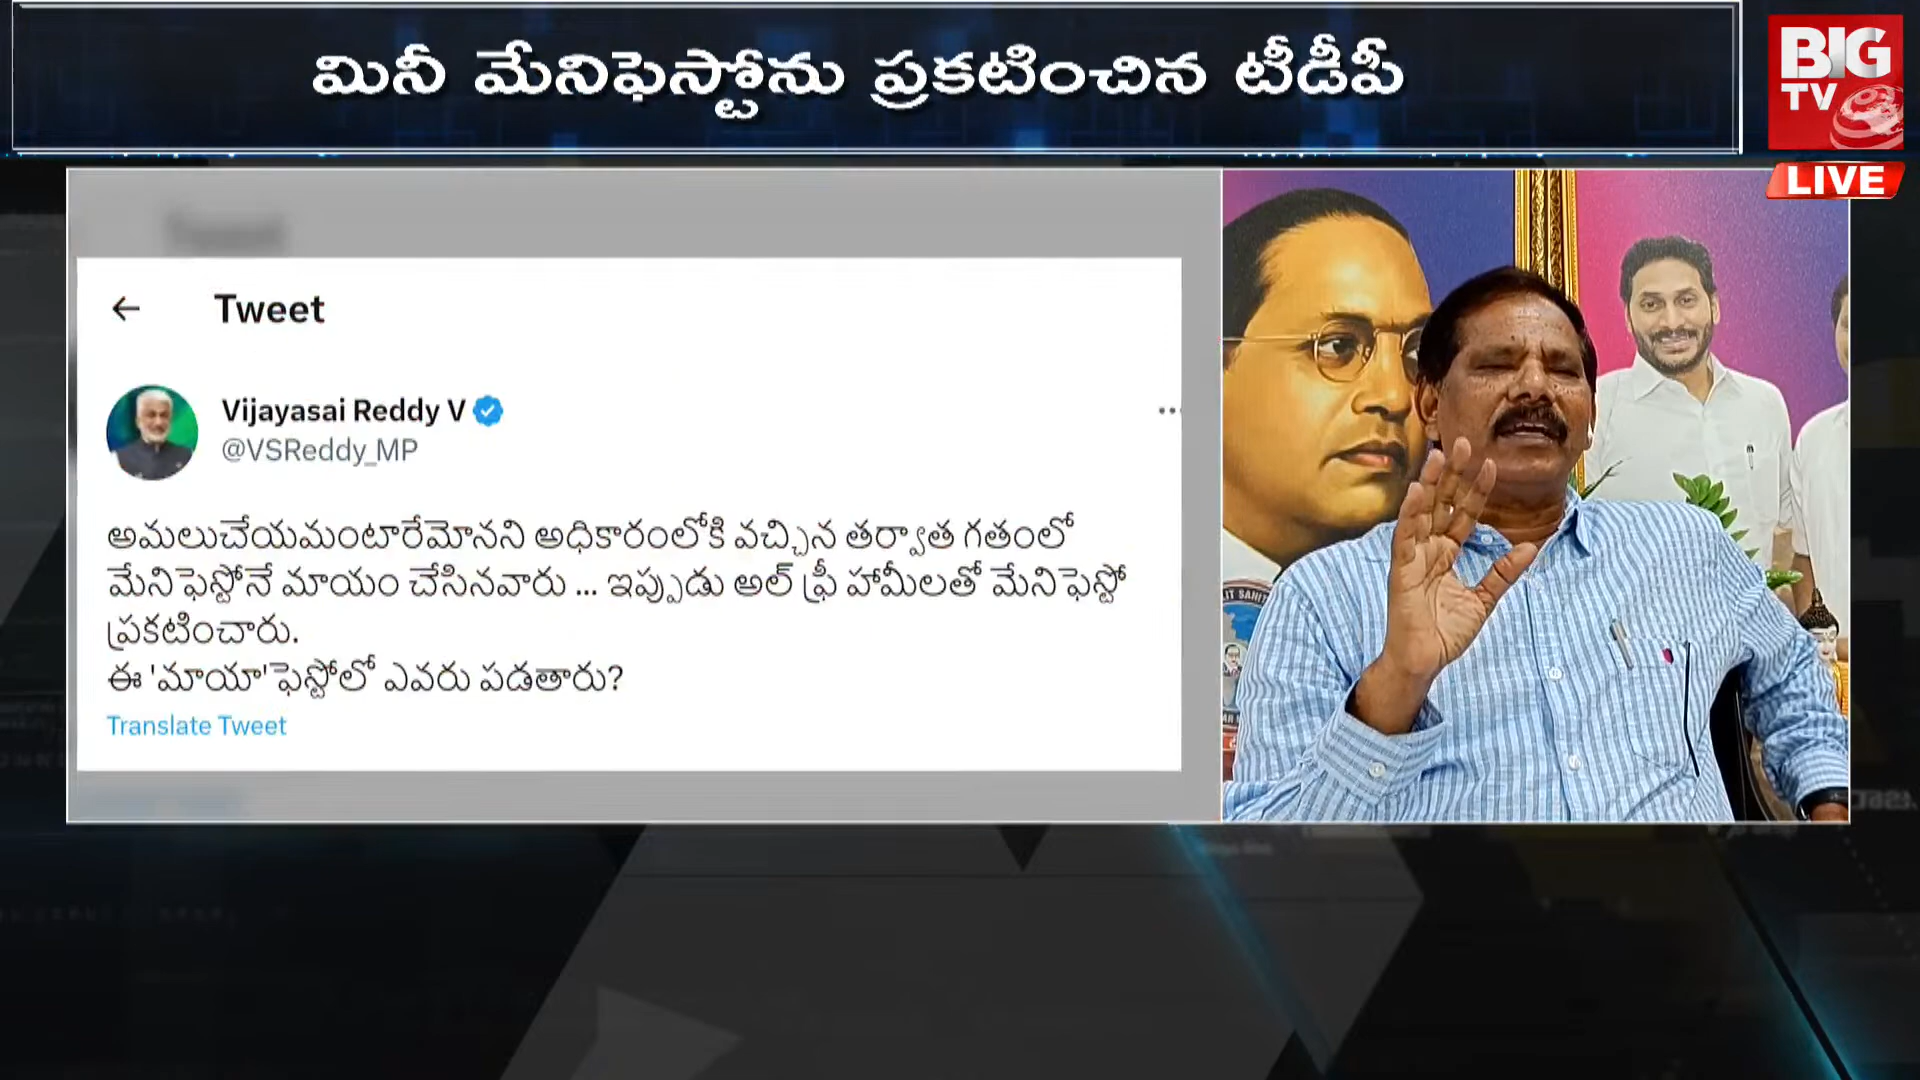 మినీ మేనిఫెస్టోను ప్రకటించిన టీడీపీ
BIG
TV
LIVE
Tweet
Vijayasai Reddy V
@VSReddy_MP
అమలుచేయమంటారేమోనని అధికారంలోకి వచ్చిన తర్వాత గతంలో
మేనిఫెస్టోనే మాయం చేసినవారు ... ఇప్పుడు అల్ ఫ్రీ హామీలతో మేనిఫెస్టో
ప్రకటించారు.
ఈ 'మాయా'ఫెస్టోలో ఎవరు పడతారు?
Translate Tweet